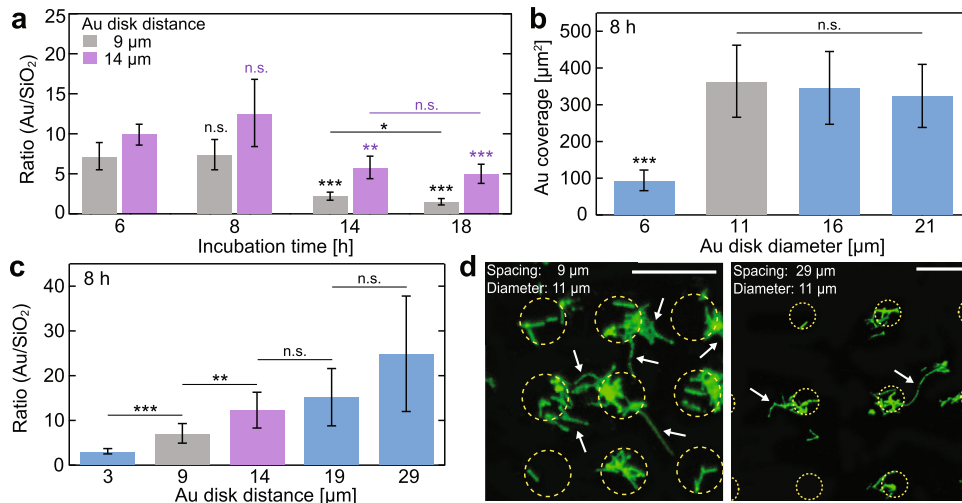 a
Au disk distance
9 µm
14 µm
Ratio (Au/SiO₂)
25
20
15
10
5
0
n.s.
n.s.
n.s.
*
***
**
***
***
6
8
14
18
Incubation time [h]
b
8 h
n.s.
Au coverage [µm²]
500
400
300
200
100
0
***
6
11
16
21
Au disk diameter [µm]
c
8 h
Ratio (Au/SiO₂)
40
30
20
10
0
***
**
n.s.
n.s.
3
9
14
19
29
Au disk distance [µm]
d
Spacing: 9 µm
Diameter: 11 µm
Spacing: 29 µm
Diameter: 11 µm